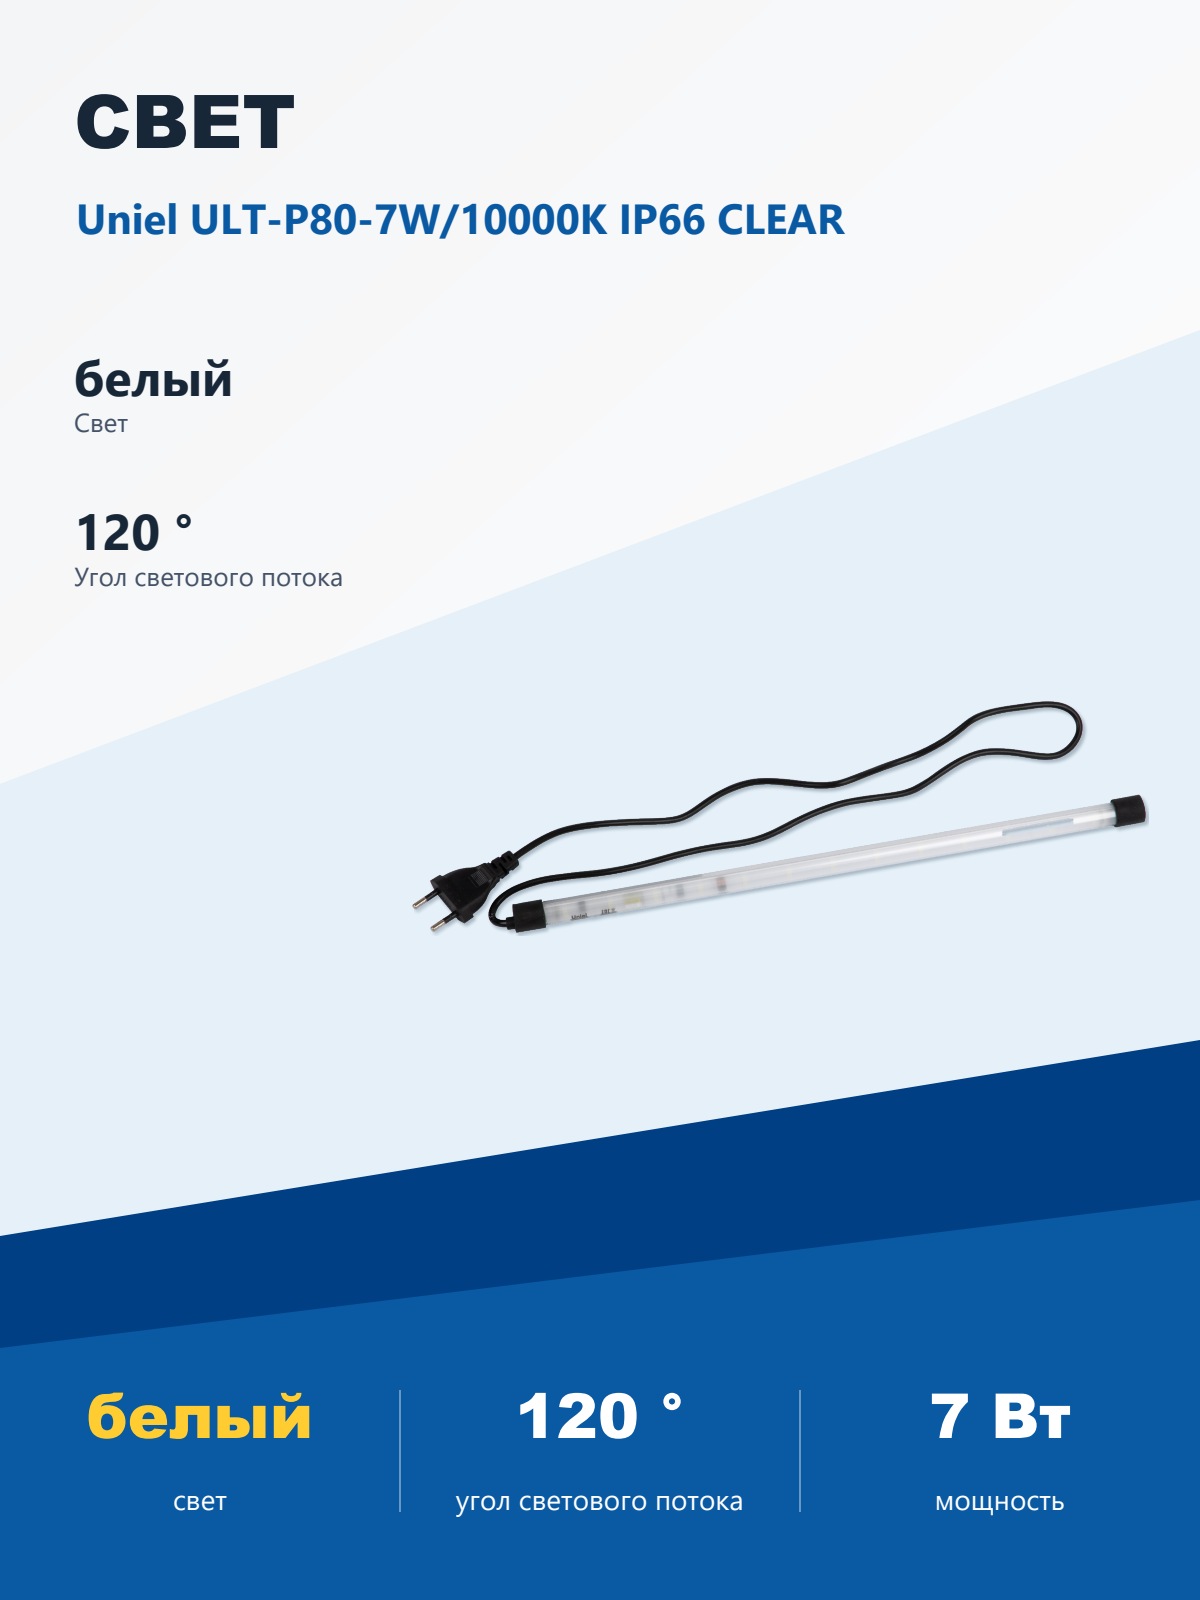 СВЕТ
Uniel ULT-P80-7W/10000K IP66 CLEAR
белый
Свет
120 °
Угол светового потока
Uniel
белый
свет
120 °
угол светового потока
7 Вт
мощность